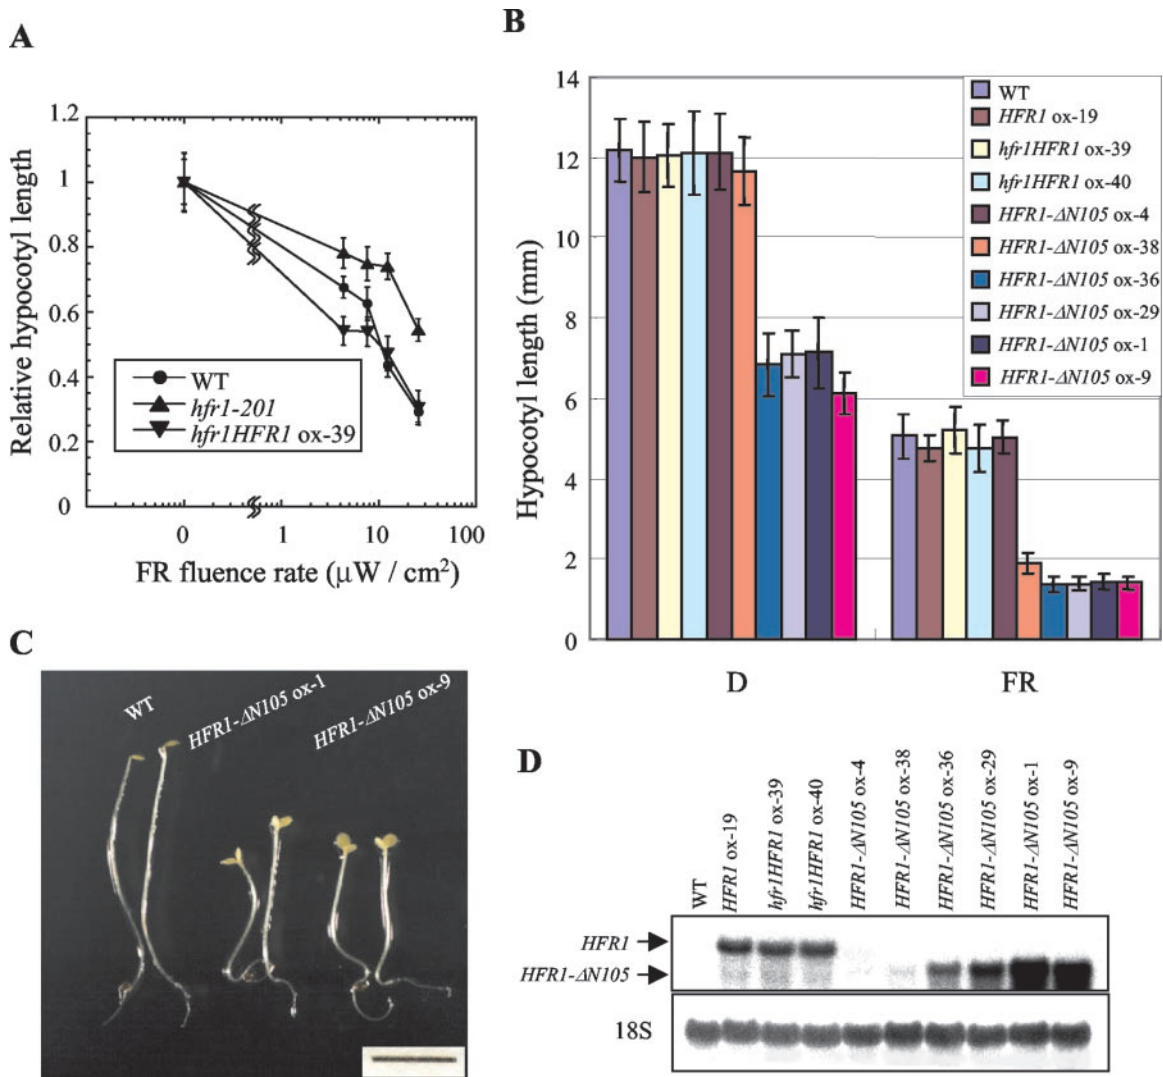 A
Relative hypocotyl length
1.2
1
0.8
0.6
0.4
0.2
0
WT
hfr1-201
hfr1HFR1 ox-39
0 1 10 100
FR fluence rate (μW / cm²)
B
Hypocotyl length (mm)
14
12
10
8
6
4
2
0
D FR
WT
HFR1 ox-19
hfr1HFR1 ox-39
hfr1HFR1 ox-40
HFR1-ΔN105 ox-4
HFR1-ΔN105 ox-38
HFR1-ΔN105 ox-36
HFR1-ΔN105 ox-29
HFR1-ΔN105 ox-1
HFR1-ΔN105 ox-9
C
WT
HFR1-ΔN105 ox-1
HFR1-ΔN105 ox-9
D
WT
HFR1 ox-19
hfr1HFR1 ox-39
hfr1HFR1 ox-40
HFR1-ΔN105 ox-4
HFR1-ΔN105 ox-38
HFR1-ΔN105 ox-36
HFR1-ΔN105 ox-29
HFR1-ΔN105 ox-1
HFR1-ΔN105 ox-9
HFR1
HFR1-ΔN105
18S